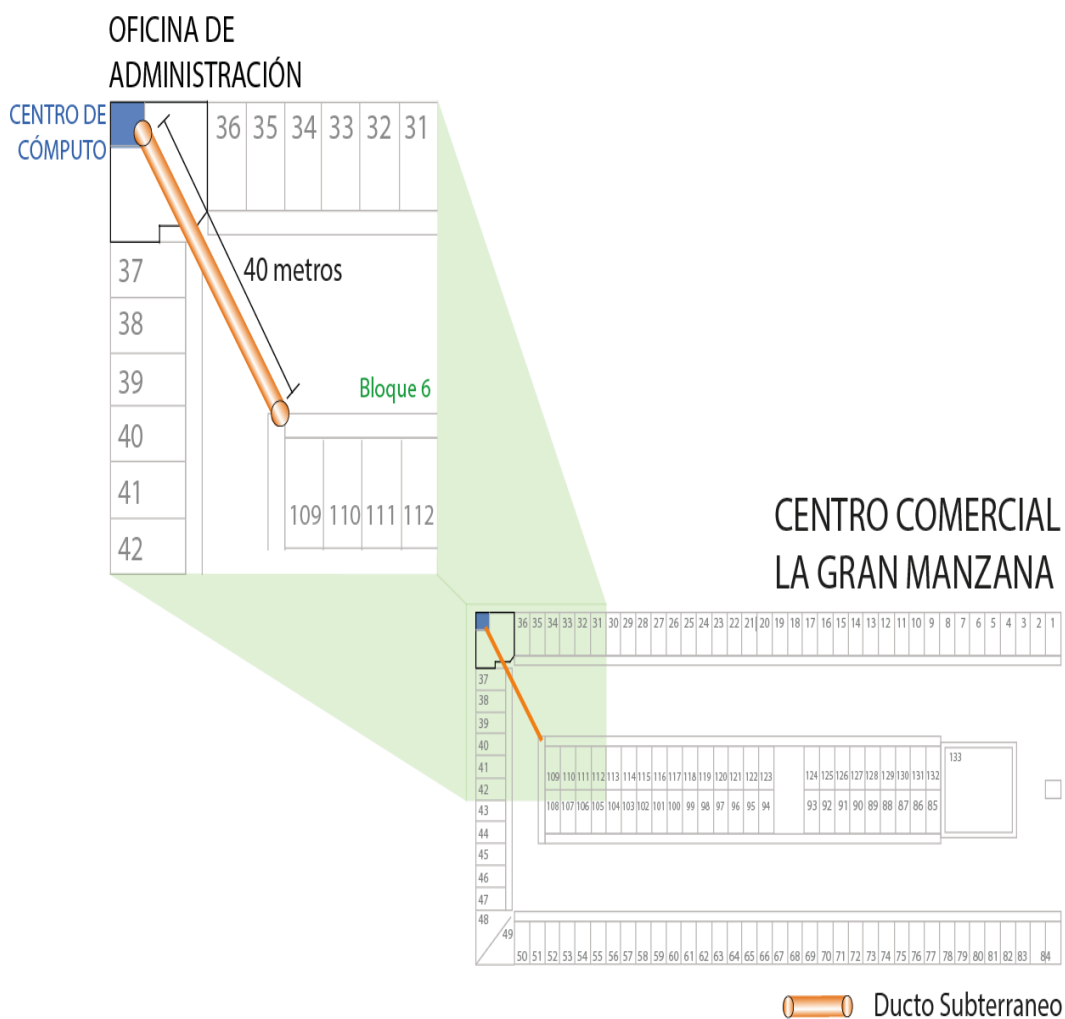 OFICINA DE
ADMINISTRACIÓN
CENTRO DE
CÓMPUTO
36 35 34 33 32 31
37
38
39
40
41
42
40 metros
Bloque 6
109 110 111 112
CENTRO COMERCIAL
LA GRAN MANZANA
36 35 34 33 32 31 30 29 28 27 26 25 24 23 22 21 20 19 18 17 16 15 14 13 12 11 10 9 8 7 6 5 4 3 2 1
37
38
39
40
41
42
43
44
45
46
47
48
49
109 110 111 112 113 114 115 116 117 118 119 120 121 122 123 124 125 126 127 128 129 130 131 132
133
108 107 106 105 104 103 102 101 100 99 98 97 96 95 94 93 92 91 90 89 88 87 86 85
50 51 52 53 54 55 56 57 58 59 60 61 62 63 64 65 66 67 68 69 70 71 72 73 74 75 76 77 78 79 80 81 82 83 84
Ducto Subterraneo